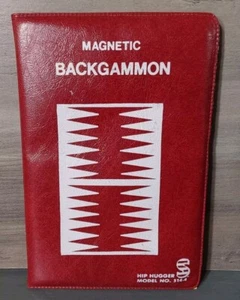 MAGNETIC
BACKGAMMON
HIP HUGGER
MODEL NO.